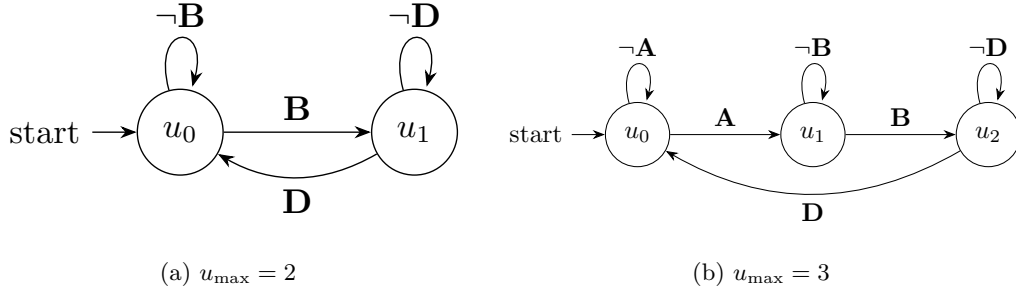 ¬B
¬D
start
u₀
B
u₁
D
(a) uₘₐₓ = 2
¬A
¬B
¬D
start
u₀
A
u₁
B
u₂
D
(b) uₘₐₓ = 3